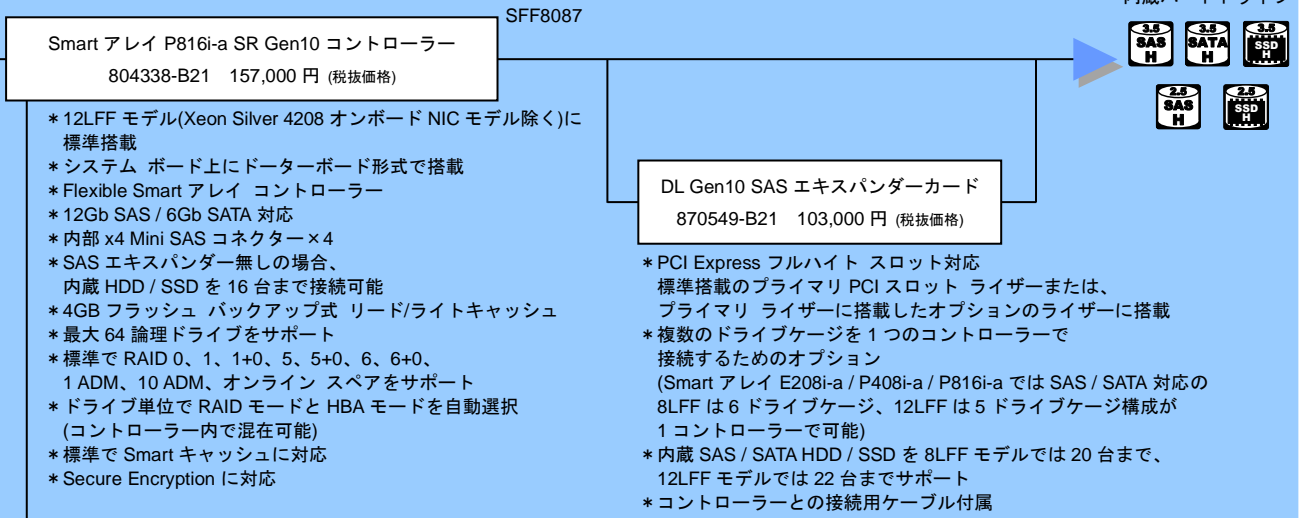 SFF8087
Smart アレイ P816i-a SR Gen10 コントローラー
804338-B21 157,000 円 (税抜価格)
3.5 SAS H
3.5 SATA H
3.5 SSD H
2.5 SAS H
2.5 SSD H
＊12LFF モデル(Xeon Silver 4208 オンボード NIC モデル除く)に
標準搭載
＊システム ボード上にドーターボード形式で搭載
＊Flexible Smart アレイ コントローラー
＊12Gb SAS / 6Gb SATA 対応
＊内部 x4 Mini SAS コネクター×4
＊SAS エキスパンダー無しの場合、
内蔵 HDD / SSD を 16 台まで接続可能
＊4GB フラッシュ バックアップ式 リード/ライトキャッシュ
＊最大 64 論理ドライブをサポート
＊標準で RAID 0、1、1+0、5、5+0、6、6+0、
1 ADM、10 ADM、オンライン スペアをサポート
＊ドライブ単位で RAID モードと HBA モードを自動選択
(コントローラー内で混在可能)
＊標準で Smart キャッシュに対応
＊Secure Encryption に対応
DL Gen10 SAS エキスパンダーカード
870549-B21 103,000 円 (税抜価格)
＊PCI Express フルハイト スロット対応
標準搭載のプライマリ PCI スロット ライザーまたは、
プライマリ ライザーに搭載したオプションのライザーに搭載
＊複数のドライブケージを 1 つのコントローラーで
接続するためのオプション
(Smart アレイ E208i-a / P408i-a / P816i-a では SAS / SATA 対応の
8LFF は 6 ドライブケージ、12LFF は 5 ドライブケージ構成が
1 コントローラーで可能)
＊内蔵 SAS / SATA HDD / SSD を 8LFF モデルでは 20 台まで、
12LFF モデルでは 22 台までサポート
＊コントローラーとの接続用ケーブル付属